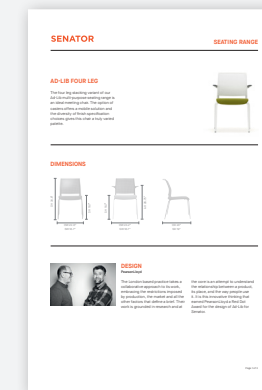 SENATOR
SEATING RANGE
AD-LIB FOUR LEG
The four leg stacking variant of our
Ad-Lib multi-purpose seating range is
an ideal meeting chair. The option of
castors offers a mobile solution and
the diversity of finish specification
choices gives this chair a truly varied
palette.
DIMENSIONS
DESIGN
PearsonLloyd
The London based practice takes a
collaborative approach to its work,
embracing the restrictions imposed
by production, the market and all the
other factors that define a brief. Their
work is grounded in research and at
the core is an attempt to understand
the relationship between a product,
its place, and the way people use
it. It is this innovative thinking that
earned PearsonLloyd a Red Dot
Award for the design of Ad-Lib for
Senator.